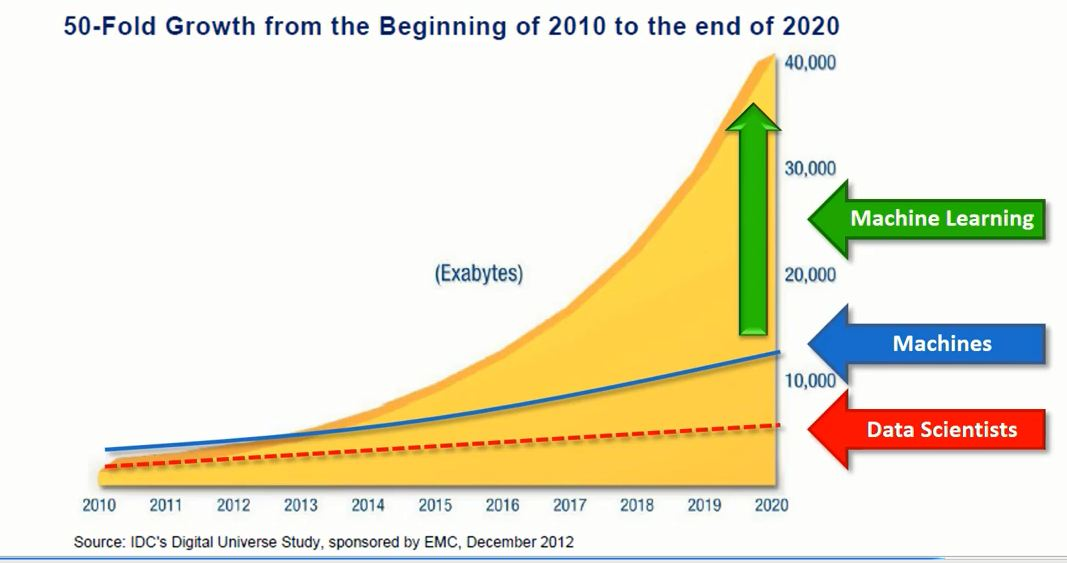 50-Fold Growth from the Beginning of 2010 to the end of 2020
40,000
30,000
Machine Learning
(Exabytes)
20,000
Machines
10,000
Data Scientists
2010 2011 2012 2013 2014 2015 2016 2017 2018 2019 2020
Source: IDC's Digital Universe Study, sponsored by EMC, December 2012